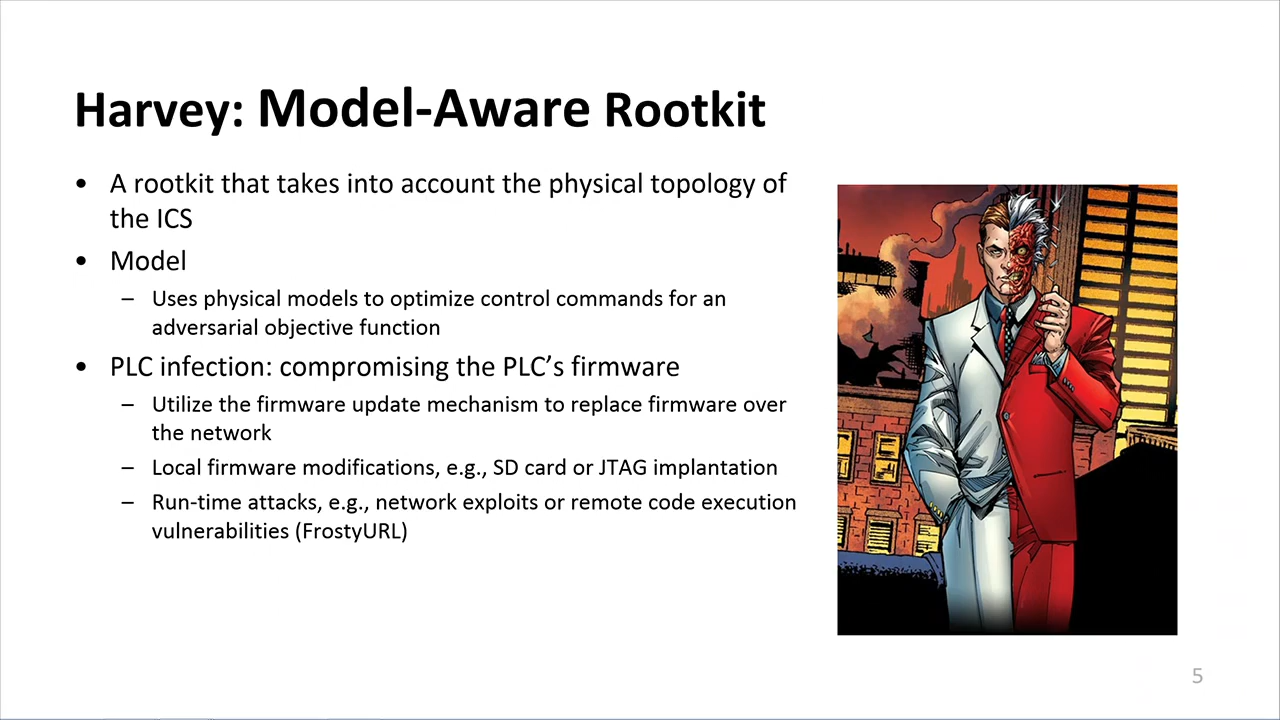 Harvey: Model-Aware Rootkit
• A rootkit that takes into account the physical topology of
the ICS
• Model
– Uses physical models to optimize control commands for an
adversarial objective function
• PLC infection: compromising the PLC’s firmware
– Utilize the firmware update mechanism to replace firmware over
the network
– Local firmware modifications, e.g., SD card or JTAG implantation
– Run-time attacks, e.g., network exploits or remote code execution
vulnerabilities (FrostyURL)
5